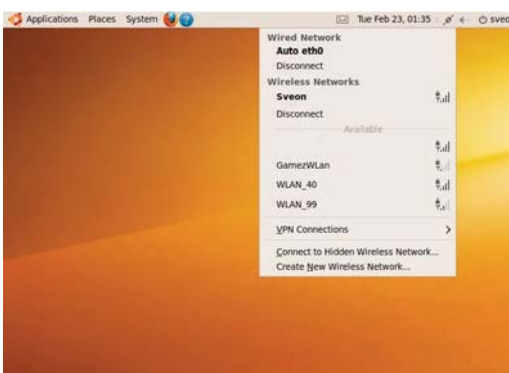 Applications Places System Tue Feb 23, 01:35 sveo
Wired Network
Auto eth0
Disconnect
Wireless Networks
Sveon
Disconnect
Available
GamezWLan
WLAN_40
WLAN_99
VPN Connections
Connect to Hidden Wireless Network...
Create New Wireless Network...